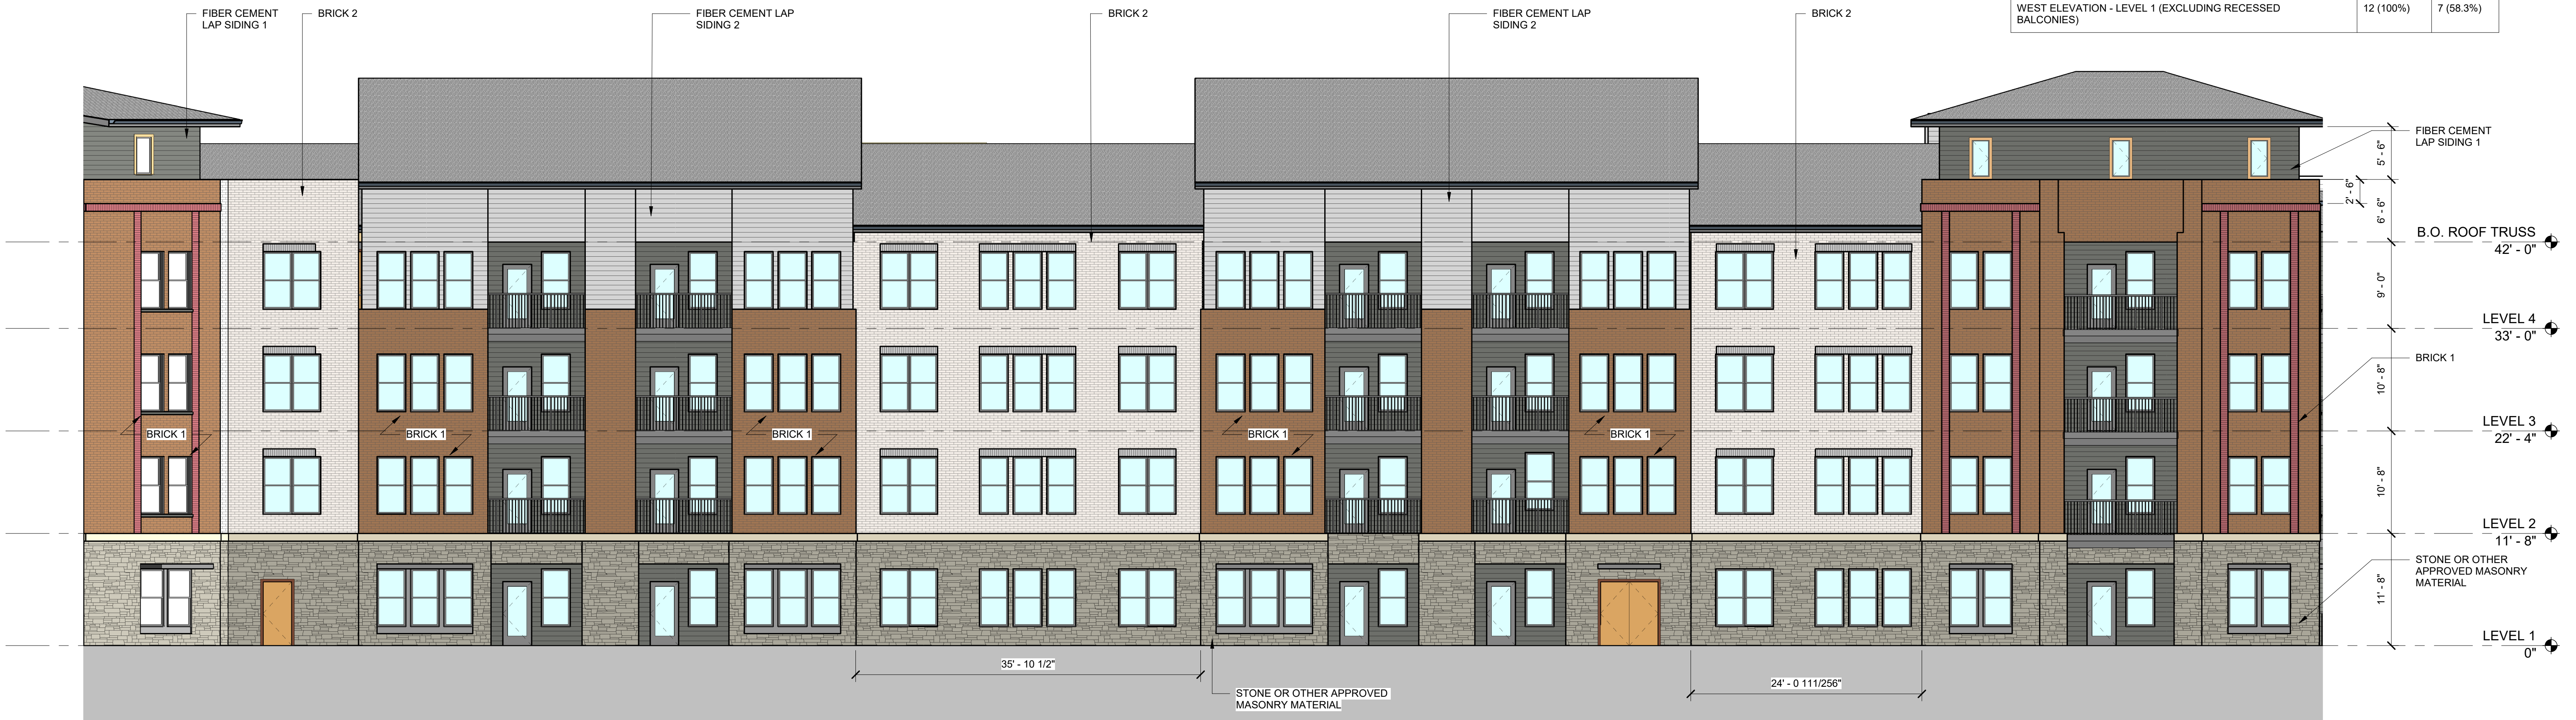 FIBER CEMENT
LAP SIDING 1
BRICK 2
FIBER CEMENT LAP
SIDING 2
BRICK 2
FIBER CEMENT LAP
SIDING 2
BRICK 2
WEST ELEVATION - LEVEL 1 (EXCLUDING RECESSED
BALCONIES)
12 (100%)
7 (58.3%)
FIBER CEMENT
LAP SIDING 1
5' - 6"
2' - 6"
6' - 6"
B.O. ROOF TRUSS
42' - 0"
9' - 0"
LEVEL 4
33' - 0"
BRICK 1
10' - 8"
LEVEL 3
22' - 4"
BRICK 1
BRICK 1
BRICK 1
BRICK 1
BRICK 1
10' - 8"
LEVEL 2
11' - 8"
STONE OR OTHER
APPROVED MASONRY
MATERIAL
11' - 8"
LEVEL 1
0"
35' - 10 1/2"
24' - 0 111/256"
STONE OR OTHER APPROVED
MASONRY MATERIAL